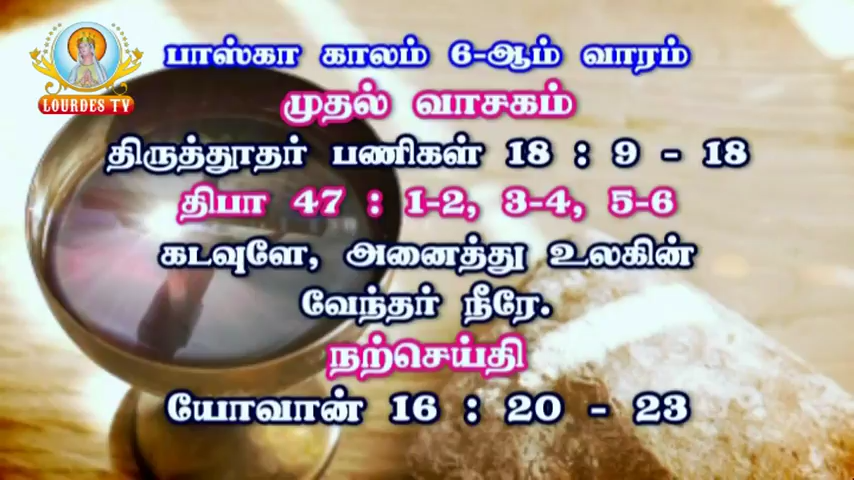 பாஸ்கா காலம் 6-ஆம் வாரம்
LOURDES TV
முதல் வாசகம்
திருத்தூதர் பணிகள் 18 : 9 - 18
திபா 47 : 1-2, 3-4, 5-6
கடவுளே, அனைத்து உலகின்
வேந்தர் நீரே.
நற்செய்தி
யோவான் 16 : 20 - 23